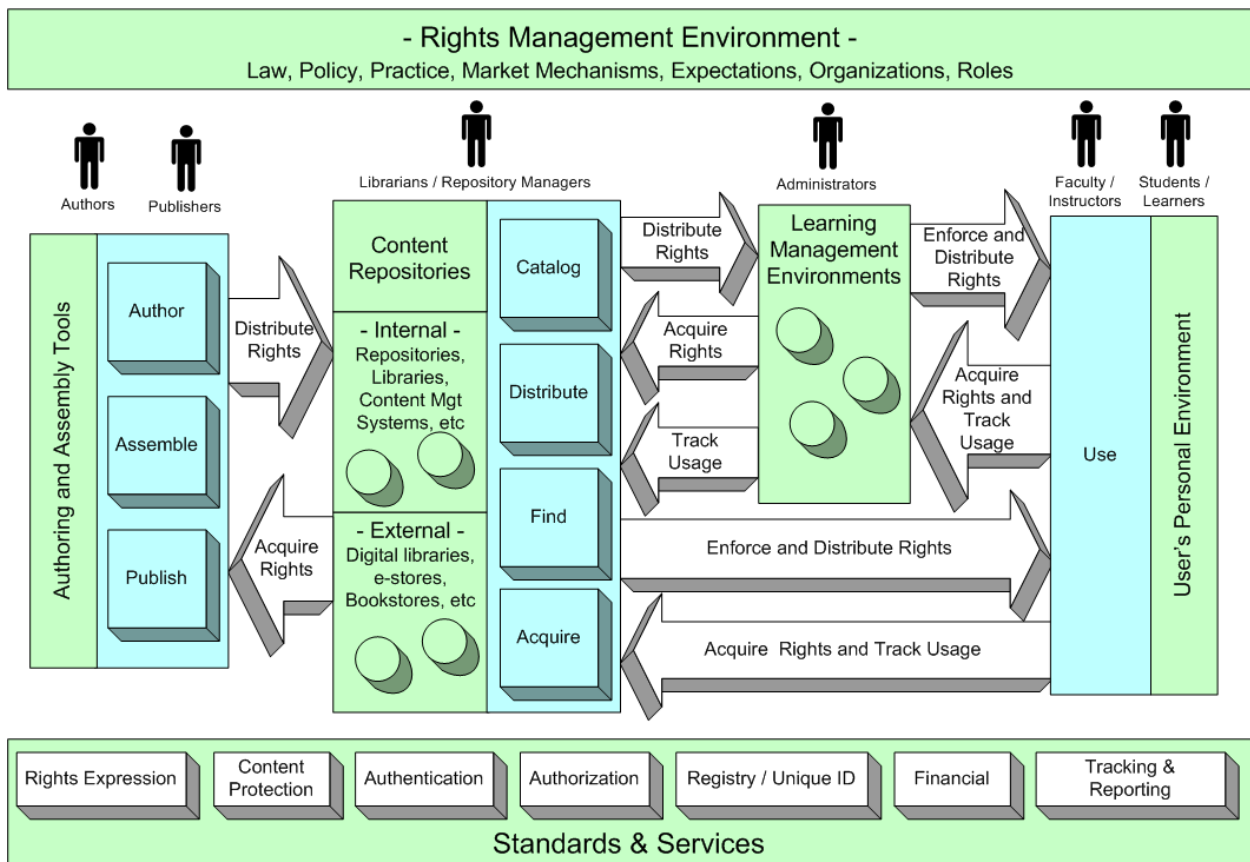 - Rights Management Environment -
Law, Policy, Practice, Market Mechanisms, Expectations, Organizations, Roles
Authors
Publishers
Librarians / Repository Managers
Administrators
Faculty /
Instructors
Students /
Learners
Authoring and Assembly Tools
Author
Assemble
Publish
Distribute
Rights
Acquire
Rights
Content
Repositories
- Internal -
Repositories,
Libraries,
Content Mgt
Systems, etc
- External -
Digital libraries,
e-stores,
Bookstores, etc
Catalog
Distribute
Find
Acquire
Distribute
Rights
Acquire
Rights
Track
Usage
Learning
Management
Environments
Enforce and
Distribute
Rights
Acquire
Rights and
Track
Usage
Enforce and Distribute Rights
Acquire Rights and Track Usage
Use
User's Personal Environment
Rights Expression
Content
Protection
Authentication
Authorization
Registry / Unique ID
Financial
Tracking &
Reporting
Standards & Services